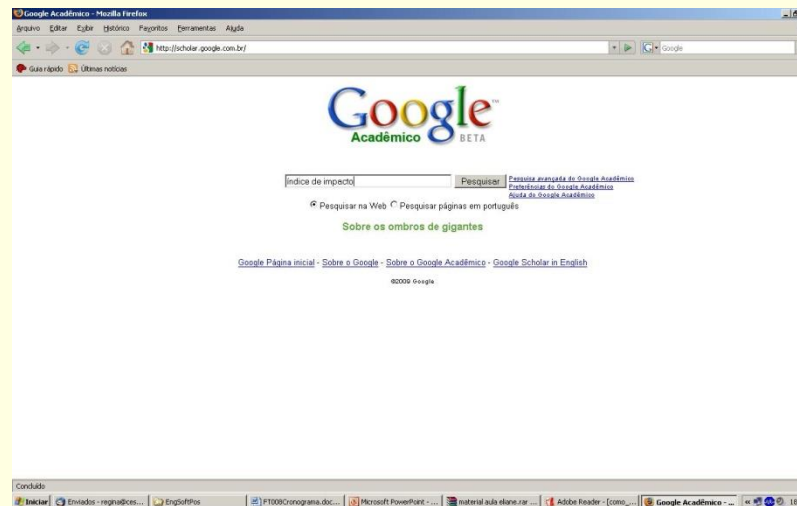 Google Acadêmico - Mozilla Firefox
Arquivo Editar Exibir Histórico Favoritos Ferramentas Ajuda
http://scholar.google.com.br/
Google
Guia rápido Últimas notícias
Google™
Acadêmico BETA
índice de impacto
Pesquisar
Pesquisa avançada do Google Acadêmico
Preferências do Google Acadêmico
Ajuda do Google Acadêmico
Pesquisar na Web Pesquisar páginas em português
Sobre os ombros de gigantes
Google Página inicial - Sobre o Google - Sobre o Google Acadêmico - Google Scholar in English
©2009 Google
Concluído
Iniciar Enviados - regina@ces... EngSoftPos FT008Cronograma.doc... Microsoft PowerPoint - ... material aula eliane.rar ... Adobe Reader - [como_... Google Acadêmico - ... « 18